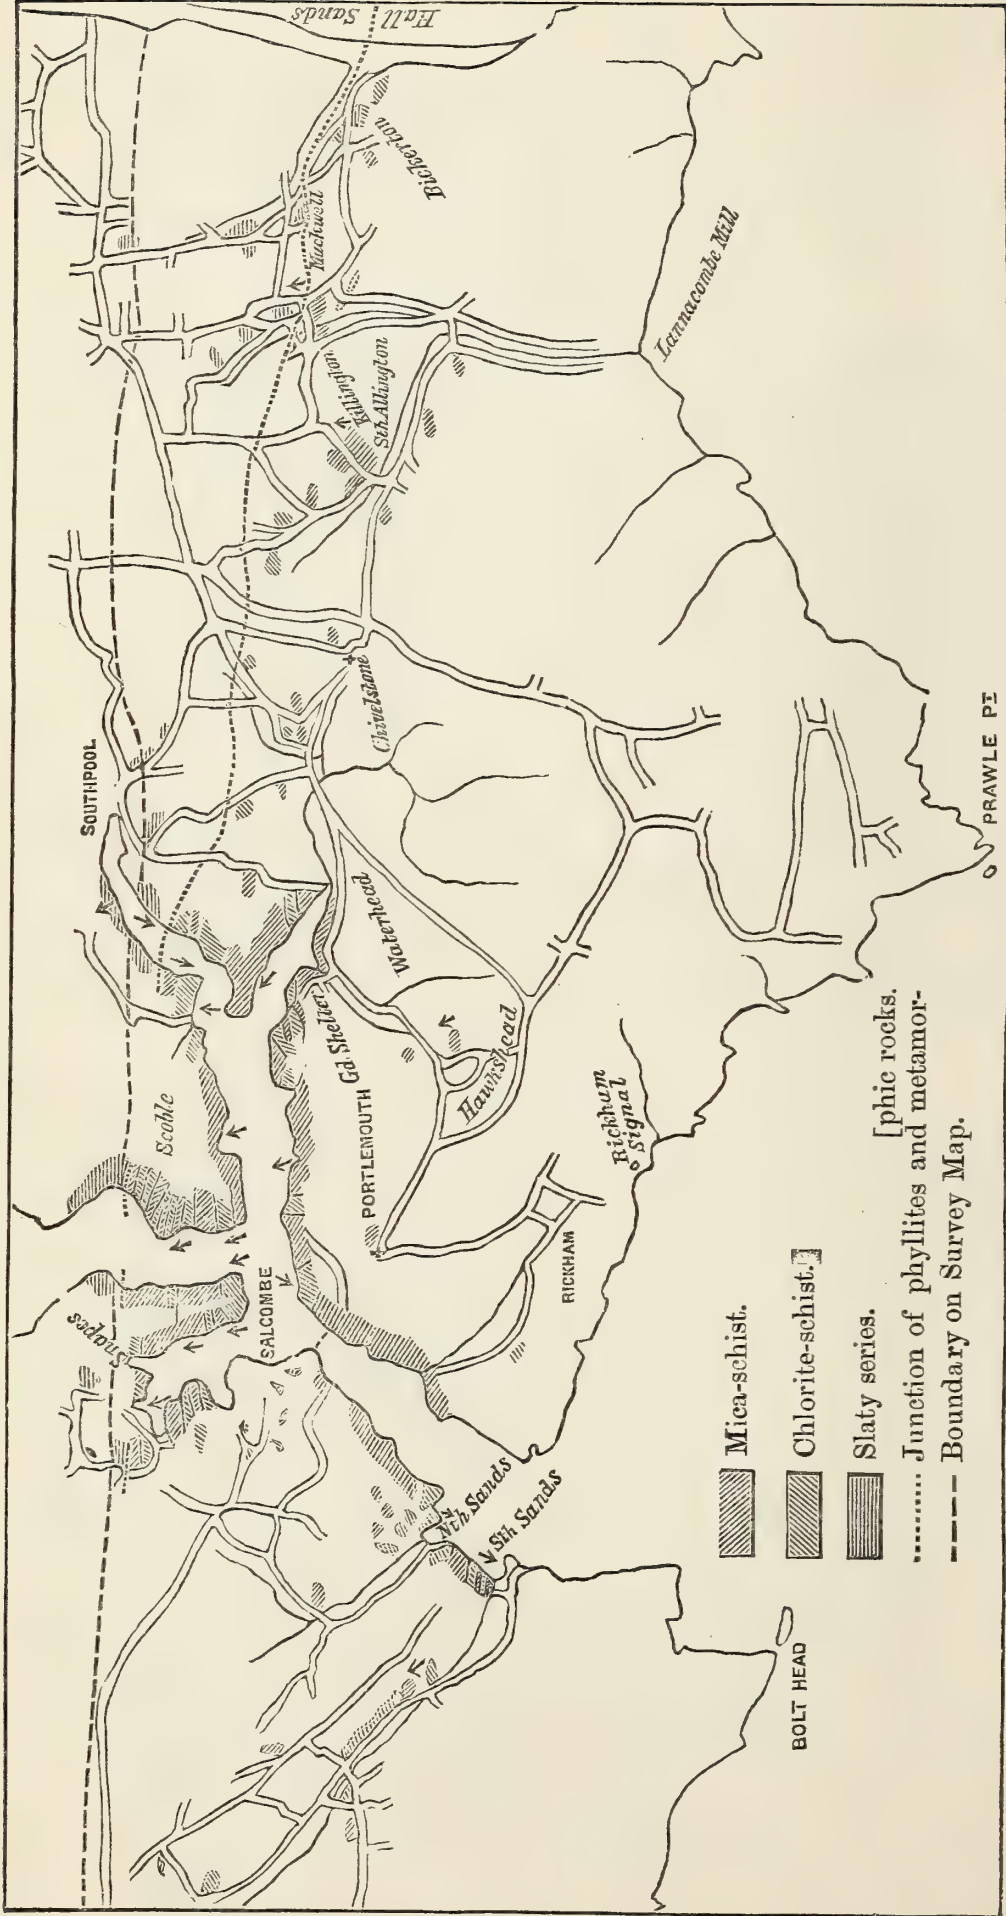 Hall
Sands
Bickerton
Muckwell
Killington
Sth Allington
Lannacombe Mill
SOUTHPOOL
Chivelstone
Waterhead
Gd. Shelter
Hawkshead
PRAWLE PT
Scoble
PORTLEMOUTH
Rickham
Signal
RICKHAM
Snapes
SALCOMBE
Nth Sands
Sth Sands
BOLT HEAD
Mica-schist.
Chlorite-schist.]
Slaty series.
[phic rocks.
Junction of phyllites and metamor-
Boundary on Survey Map.